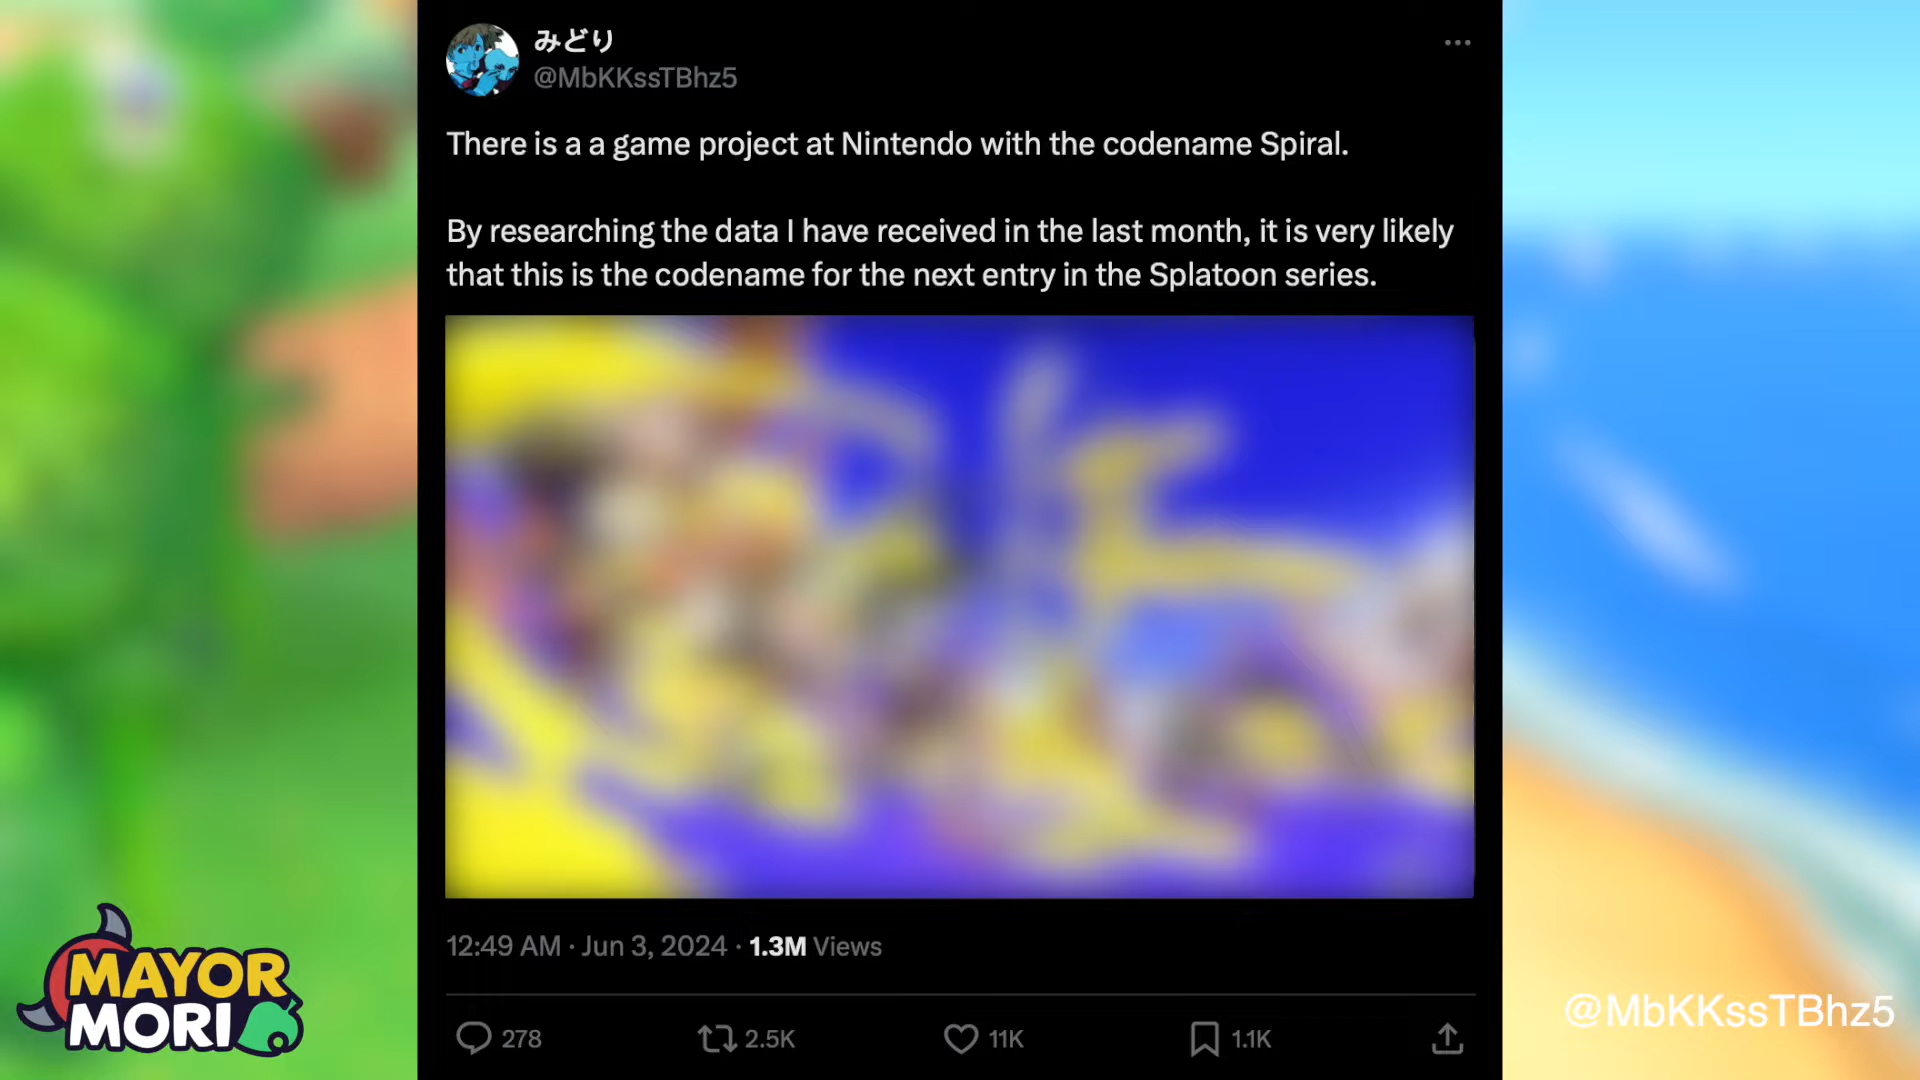 みどり
@MbKKssTBhz5
There is a a game project at Nintendo with the codename Spiral.
By researching the data I have received in the last month, it is very likely
that this is the codename for the next entry in the Splatoon series.
12:49 AM · Jun 3, 2024 · 1.3M Views
278 2.5K 11K 1.1K
MAYOR
MORI
@MbKKssTBhz5